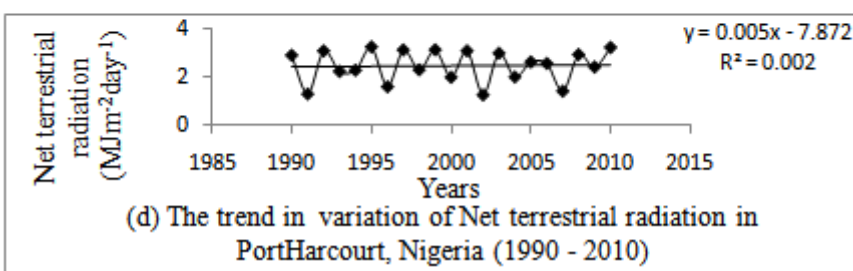 Net terrestrial
radiation
(MJm-2day-1)
4
2
0
y = 0.005x - 7.872
R² = 0.002
1985 1990 1995 2000 2005 2010 2015
Years
(d) The trend in variation of Net terrestrial radiation in
PortHarcourt, Nigeria (1990 - 2010)